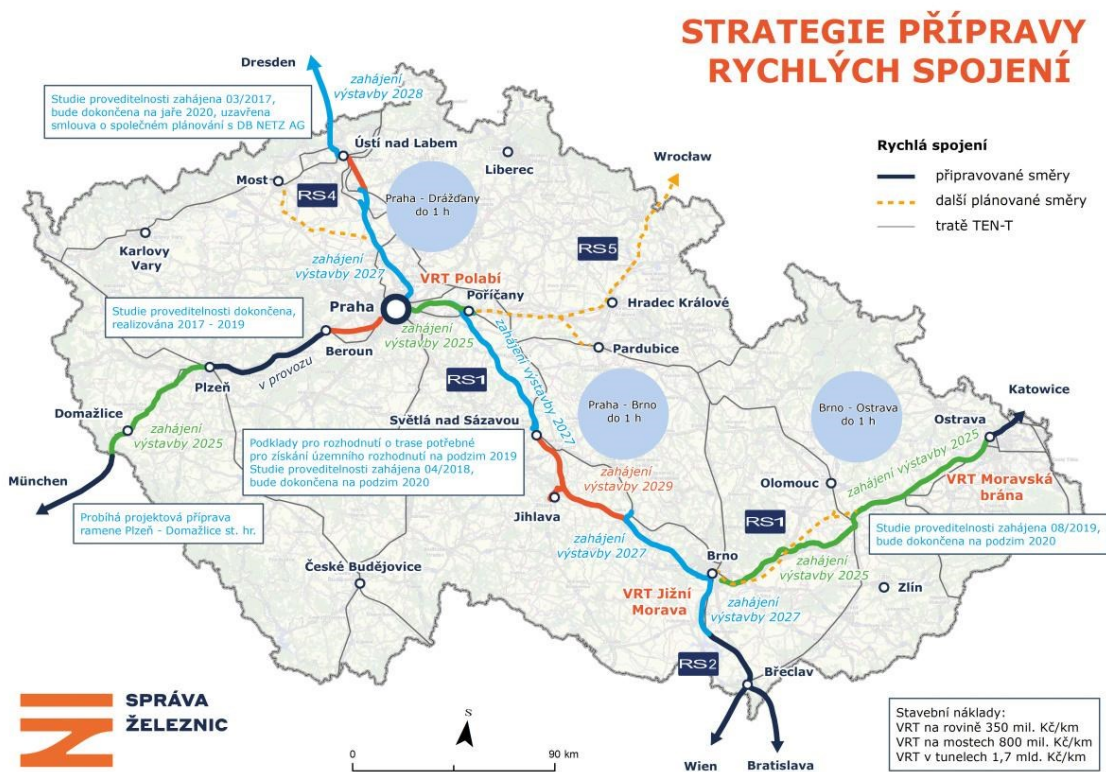 STRATEGIE PŘÍPRAVY
RYCHLÝCH SPOJENÍ
Dresden
zahájení
výstavby 2028
Studie proveditelnosti zahájena 03/2017,
bude dokončena na jaře 2020, uzavřena
smlouva o společném plánování s DB NETZ AG
Ústí nad Labem
Liberec
Wrocław
Rychlá spojení
připravované směry
další plánované směry
tratě TEN-T
Most
RS4
Praha - Drážďany
do 1 h
Karlovy
Vary
RS5
zahájení
výstavby 2027
VRT Polabí
Studie proveditelnosti dokončena,
realizována 2017 - 2019
Praha
Poříčany
Hradec Králové
Beroun
zahájení
výstavby 2025
zahájení výstavby 2027
Pardubice
v provozu
Plzeň
RS1
Domažlice
zahájení
výstavby 2025
Světlá nad Sázavou
Praha - Brno
do 1 h
Brno - Ostrava
do 1 h
Katowice
Ostrava
zahájení výstavby 2025
VRT Moravská
brána
Podklady pro rozhodnutí o trase potřebné
pro získání územního rozhodnutí na podzim 2019
Studie proveditelnosti zahájena 04/2018,
bude dokončena na podzim 2020
zahájení
výstavby 2029
Olomouc
München
Jihlava
RS1
Studie proveditelnosti zahájena 08/2019,
bude dokončena na podzim 2020
Probíhá projektová příprava
ramene Plzeň - Domažlice st. hr.
zahájení
výstavby 2027
Brno
zahájení
výstavby 2025
České Budějovice
VRT Jižní
Morava
zahájení
výstavby 2027
Zlín
RS2
Břeclav
SPRÁVA
ŽELEZNIC
S
0
90 km
Wien
Bratislava
Stavební náklady:
VRT na rovině 350 mil. Kč/km
VRT na mostech 800 mil. Kč/km
VRT v tunelech 1,7 mld. Kč/km